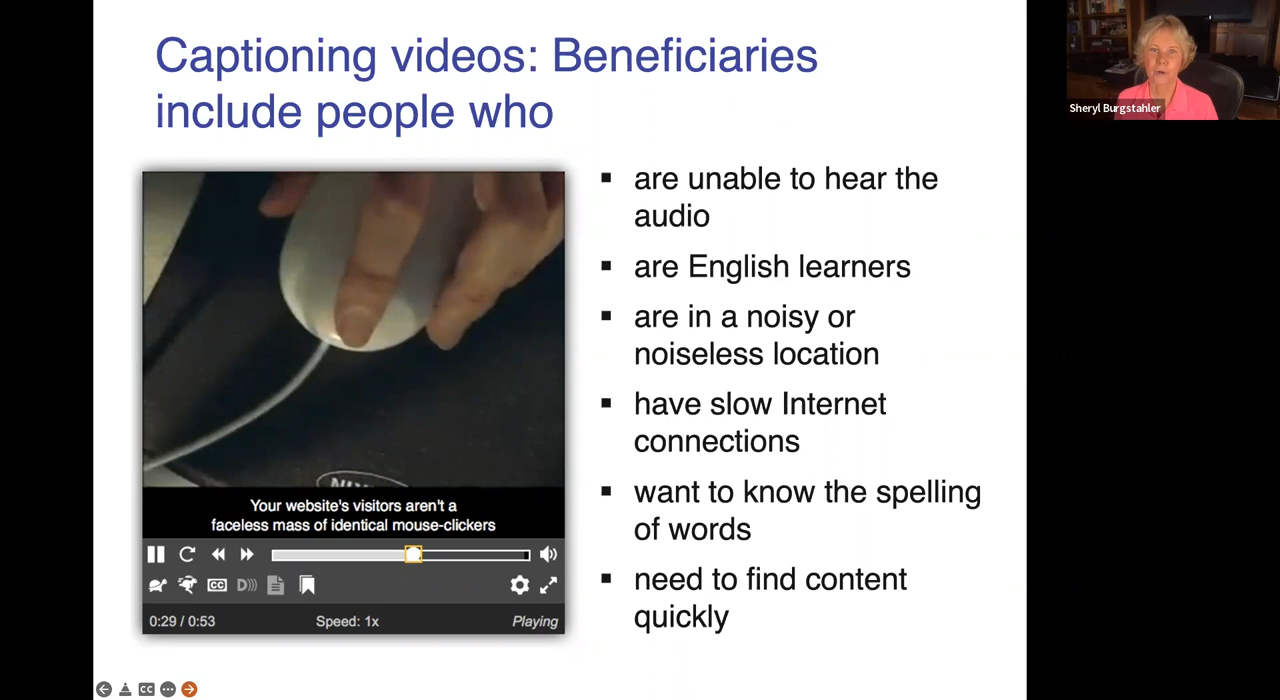 Captioning videos: Beneficiaries
include people who
Sheryl Burgstahler
▪ are unable to hear the
audio
▪ are English learners
▪ are in a noisy or
noiseless location
▪ have slow Internet
connections
▪ want to know the spelling
of words
▪ need to find content
quickly
Your website's visitors aren't a
faceless mass of identical mouse-clickers
CC D)))
0:29 / 0:53 Speed: 1x Playing
CC